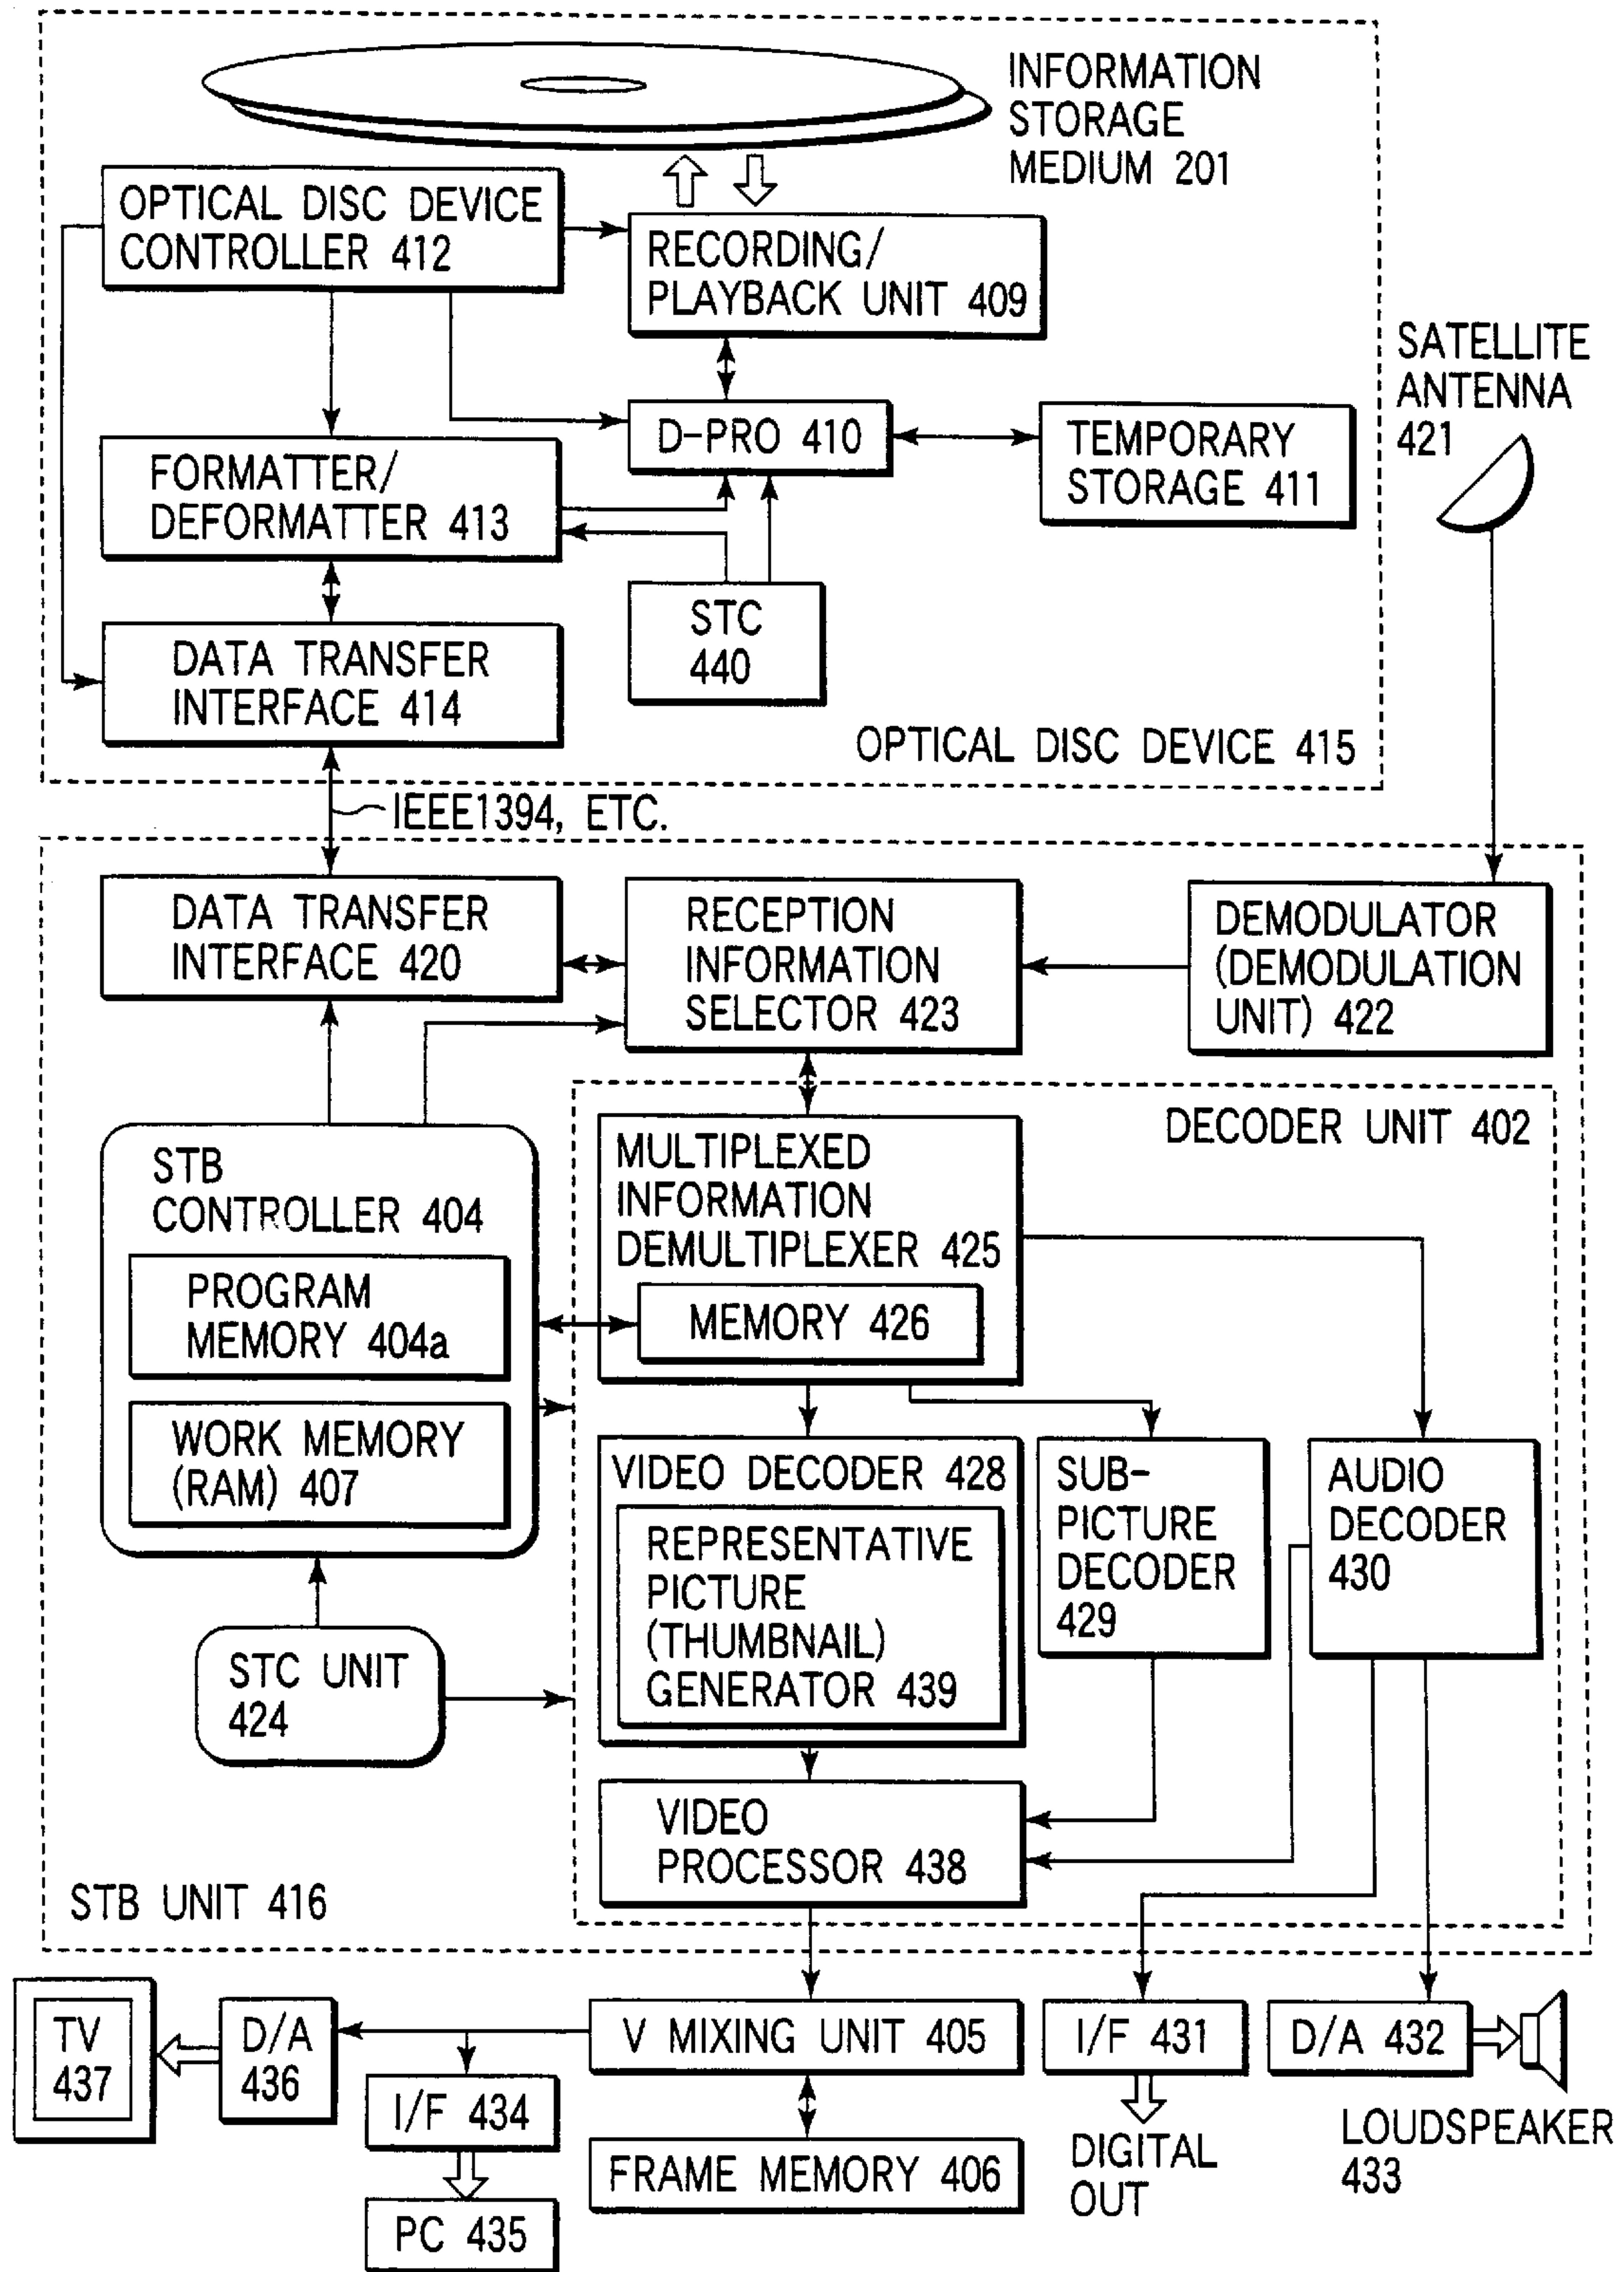 INFORMATION
STORAGE
MEDIUM 201
OPTICAL DISC DEVICE
CONTROLLER 412
RECORDING/
PLAYBACK UNIT 409
SATELLITE
ANTENNA
421
D-PRO 410
TEMPORARY
STORAGE 411
FORMATTER/
DEFORMATTER 413
STC
440
DATA TRANSFER
INTERFACE 414
OPTICAL DISC DEVICE 415
IEEE1394, ETC.
DATA TRANSFER
INTERFACE 420
RECEPTION
INFORMATION
SELECTOR 423
DEMODULATOR
(DEMODULATION
UNIT) 422
DECODER UNIT 402
STB
CONTROLLER 404
PROGRAM
MEMORY 404a
WORK MEMORY
(RAM) 407
MULTIPLEXED
INFORMATION
DEMULTIPLEXER 425
MEMORY 426
VIDEO DECODER 428
REPRESENTATIVE
PICTURE
(THUMBNAIL)
GENERATOR 439
SUB-
PICTURE
DECODER
429
AUDIO
DECODER
430
STC UNIT
424
VIDEO
PROCESSOR 438
STB UNIT 416
TV
437
D/A
436
V MIXING UNIT 405
I/F 431
D/A 432
I/F 434
FRAME MEMORY 406
DIGITAL
OUT
LOUDSPEAKER
433
PC 435